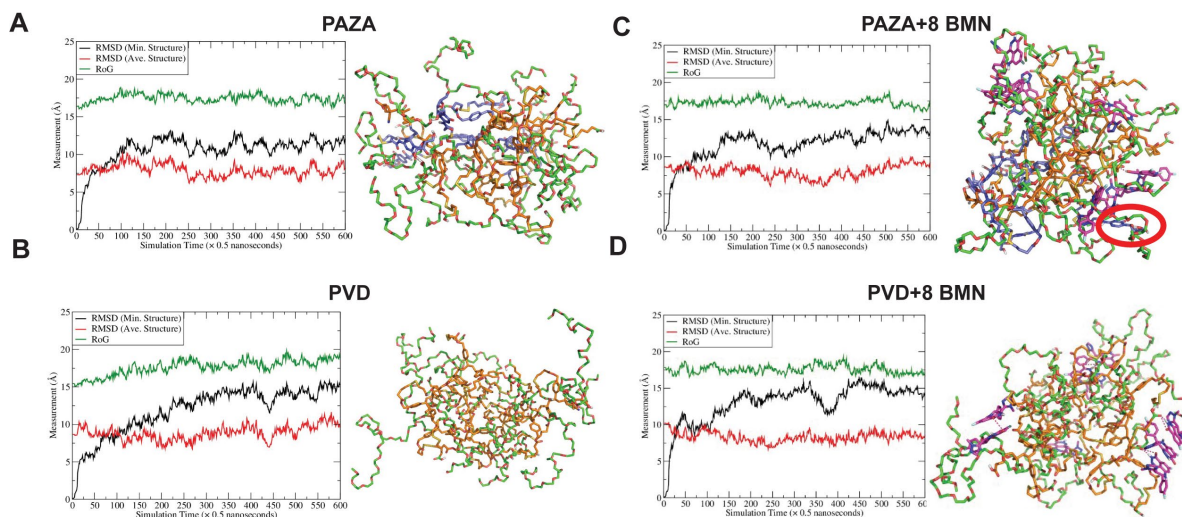 A
PAZA
25
20
15
10
5
0
Measurement (Å)
RMSD (Min. Structure)
RMSD (Ave. Structure)
RoG
0 50 100 150 200 250 300 350 400 450 500 550 600
Simulation Time (× 0.5 nanoseconds)
C
PAZA+8 BMN
25
20
15
10
5
0
Measurement (Å)
RMSD (Min. Structure)
RMSD (Ave. Structure)
RoG
0 50 100 150 200 250 300 350 400 450 500 550 600
Simulation Time (× 0.5 nanoseconds)
B
PVD
25
20
15
10
5
0
Measurement (Å)
RMSD (Min. Structure)
RMSD (Ave. Structure)
RoG
0 50 100 150 200 250 300 350 400 450 500 550 600
Simulation Time (× 0.5 nanoseconds)
D
PVD+8 BMN
25
20
15
10
5
0
Measurement (Å)
RMSD (Min. Structure)
RMSD (Ave. Structure)
RoG
0 50 100 150 200 250 300 350 400 450 500 550 600
Simulation Time (× 0.5 nanoseconds)